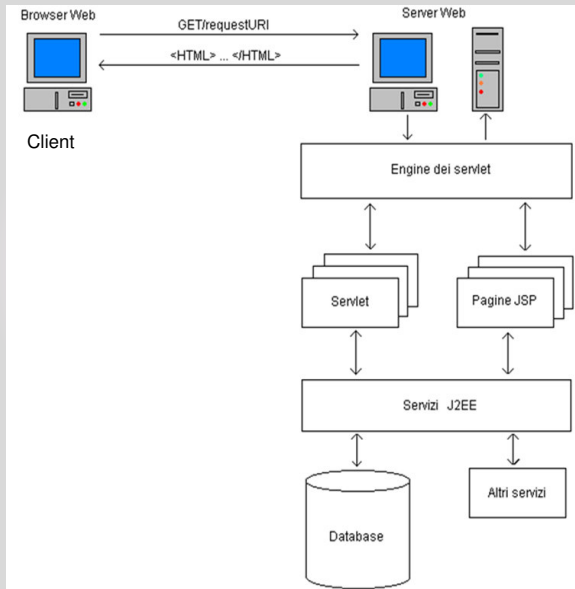 Browser Web
Server Web
GET/requestURI
<HTML> ... </HTML>
Client
Engine dei servlet
Servlet
Pagine JSP
Servizi J2EE
Database
Altri servizi